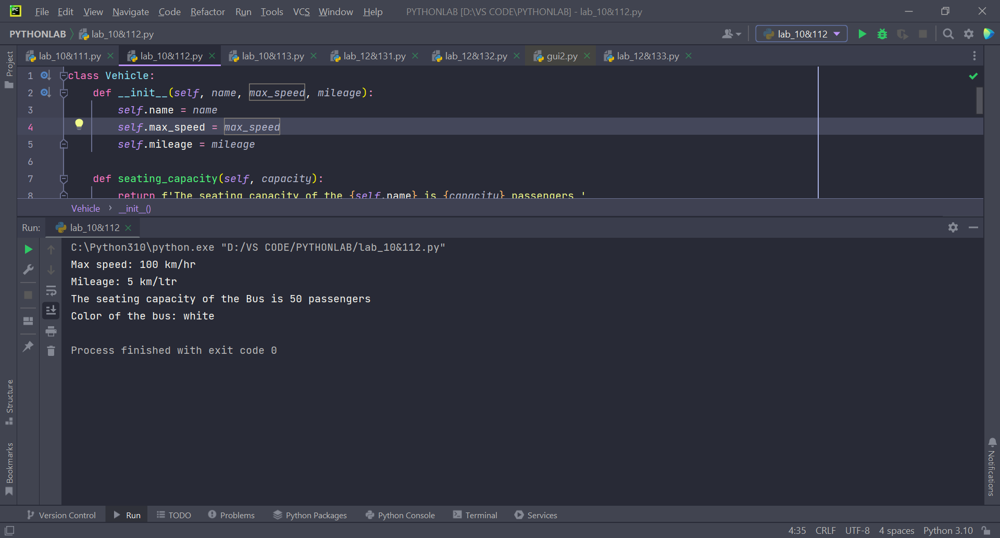 PC File Edit View Navigate Code Refactor Run Tools VCS Window Help PYTHONLAB [D:\VS CODE\PYTHONLAB] - lab_10&112.py
PYTHONLAB lab_10&112.py lab_10&112
lab_10&111.py lab_10&112.py lab_10&113.py lab_12&131.py lab_12&132.py gui2.py lab_12&133.py
Project
1 class Vehicle:
2 def __init__(self, name, max_speed, mileage):
3 self.name = name
4 self.max_speed = max_speed
5 self.mileage = mileage
6
7 def seating_capacity(self, capacity):
8 return f'The seating capacity of the {self.name} is {capacity} passengers '
Vehicle › __init__()
Run: lab_10&112
C:\Python310\python.exe "D:/VS CODE/PYTHONLAB/lab_10&112.py"
Max speed: 100 km/hr
Mileage: 5 km/ltr
The seating capacity of the Bus is 50 passengers
Color of the bus: white
Process finished with exit code 0
Structure
Bookmarks
Notifications
Version Control Run TODO Problems Python Packages Python Console Terminal Services
4:35 CRLF UTF-8 4 spaces Python 3.10